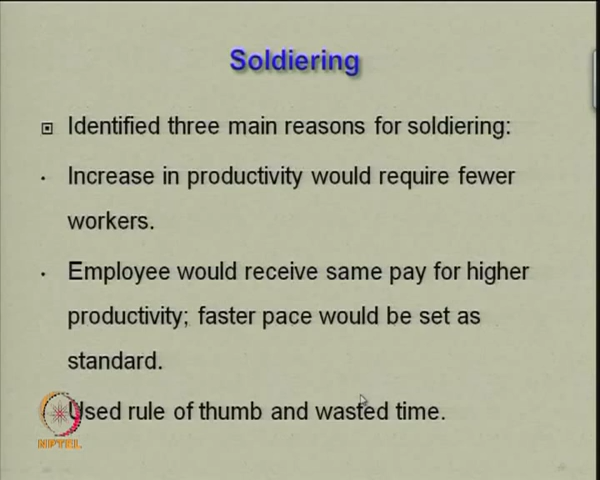 Soldiering
Identified three main reasons for soldiering:
Increase in productivity would require fewer
workers.
Employee would receive same pay for higher
productivity; faster pace would be set as
standard.
Used rule of thumb and wasted time.
NPTEL